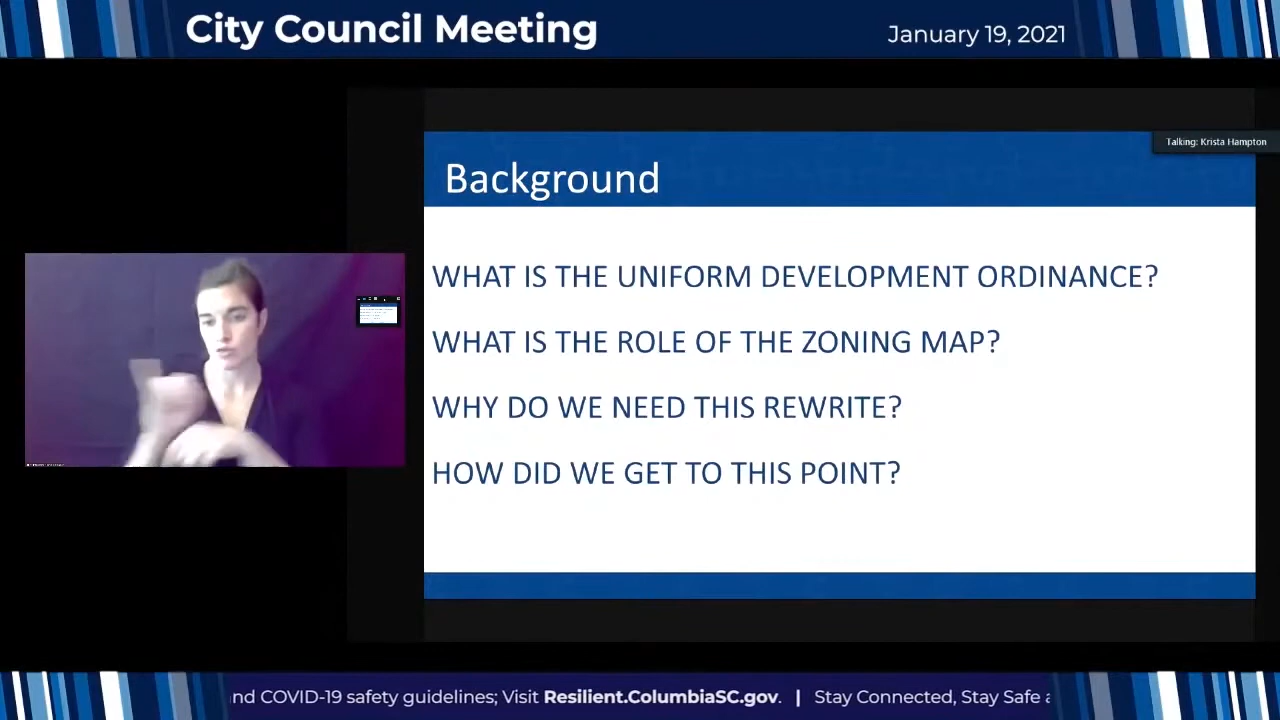 City Council Meeting
January 19, 2021
Talking: Krista Hampton
Background
WHAT IS THE UNIFORM DEVELOPMENT ORDINANCE?
WHAT IS THE ROLE OF THE ZONING MAP?
WHY DO WE NEED THIS REWRITE?
HOW DID WE GET TO THIS POINT?
nd COVID-19 safety guidelines; Visit Resilient.ColumbiaSC.gov. | Stay Connected, Stay Safe a